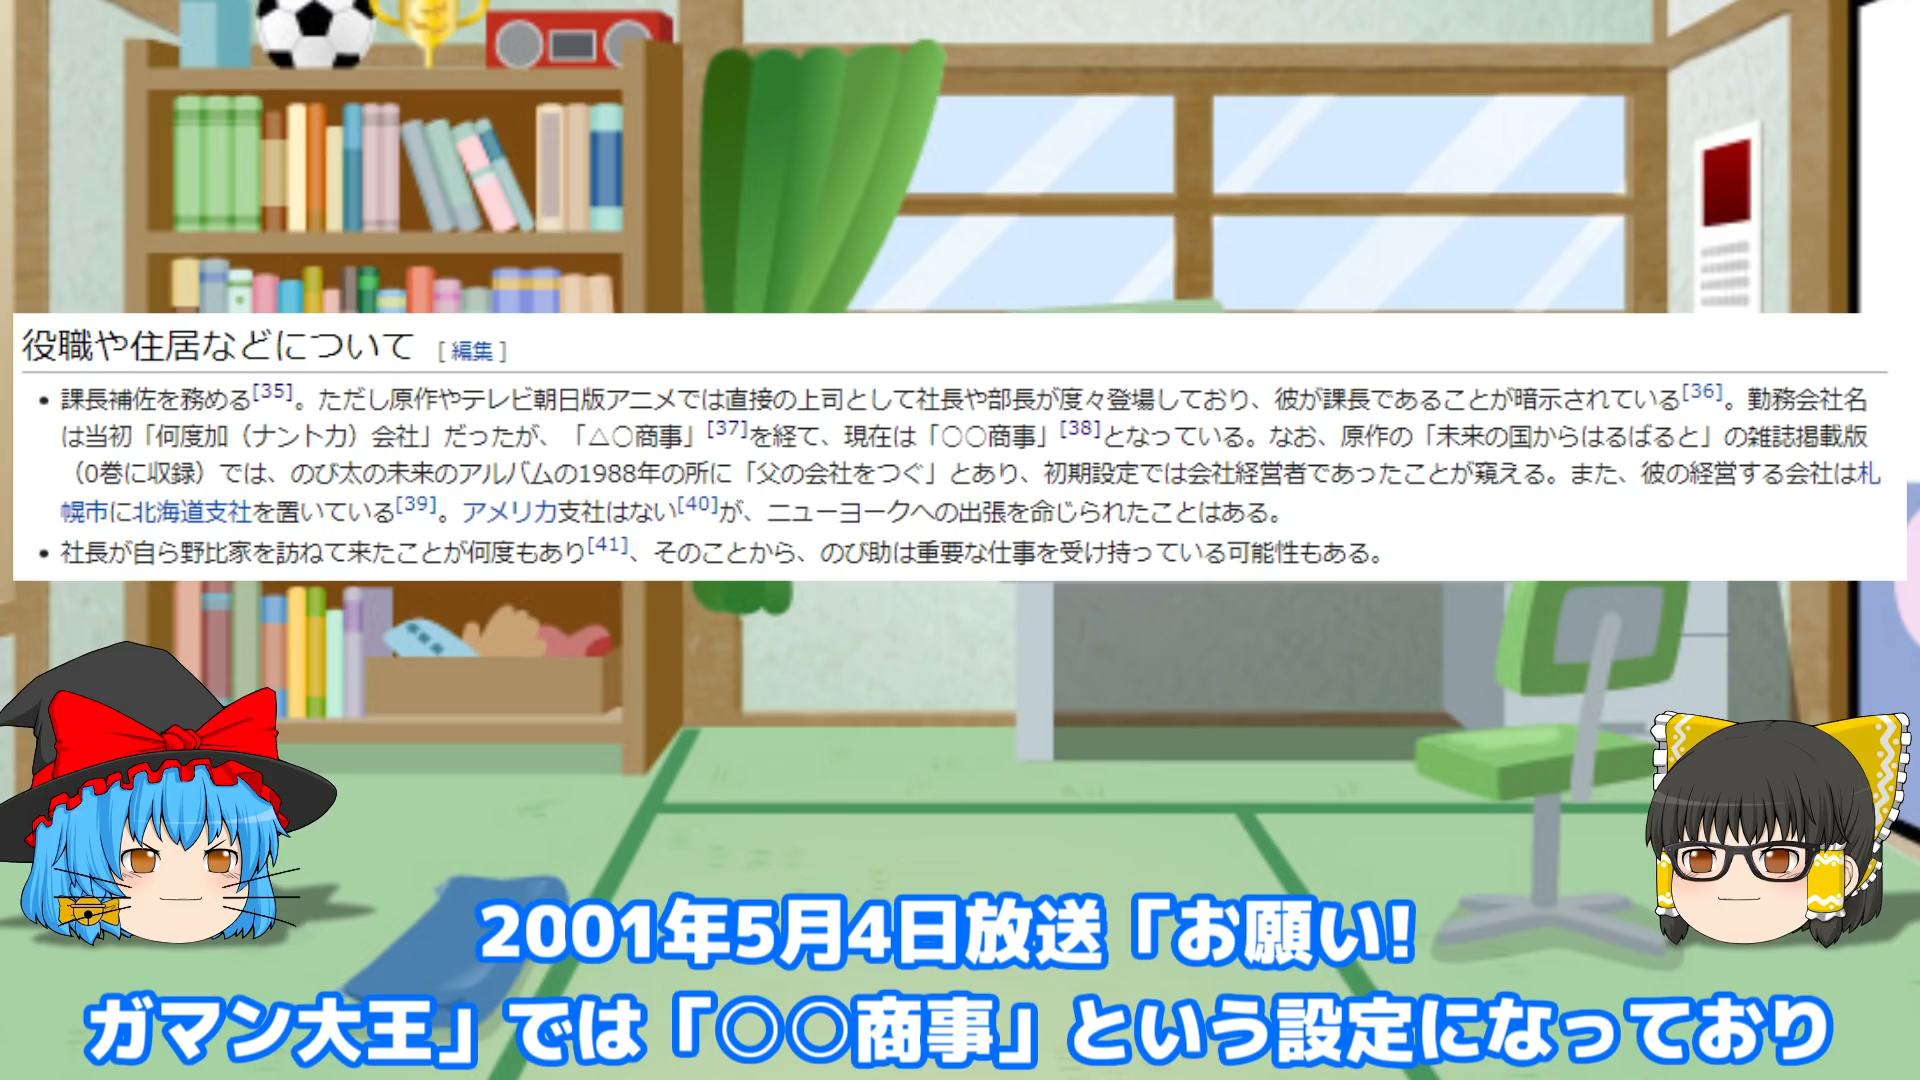 役職や住居などについて [ 編集 ]
• 課長補佐を務める[35]。ただし原作やテレビ朝日版アニメでは直接の上司として社長や部長が度々登場しており、彼が課長であることが暗示されている[36]。勤務会社名
は当初「何度加（ナントカ）会社」だったが、「△○商事」[37]を経て、現在は「○○商事」[38]となっている。なお、原作の「未来の国からはるばると」の雑誌掲載版
（0巻に収録）では、のび太の未来のアルバムの1988年の所に「父の会社をつぐ」とあり、初期設定では会社経営者であったことが窺える。また、彼の経営する会社は札
幌市に北海道支社を置いている[39]。アメリカ支社はない[40]が、ニューヨークへの出張を命じられたことはある。
• 社長が自ら野比家を訪ねて来たことが何度もあり[41]、そのことから、のび助は重要な仕事を受け持っている可能性もある。
2001年5月4日放送「お願い!
ガマン大王」では「○○商事」という設定になっており